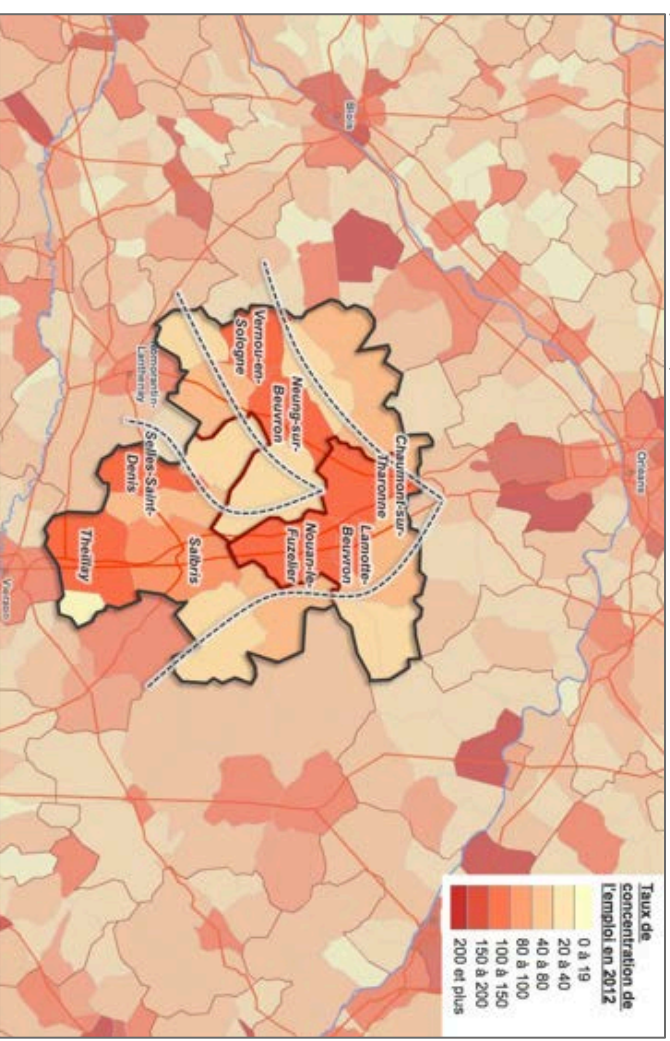 Taux de
concentration de
l'emploi en 2012
0 à 19
20 à 40
40 à 80
80 à 100
100 à 150
150 à 200
200 et plus
Orléans
Blois
Chaumont-sur-
Tharonne
Lamotte-
Beuvron
Neung-sur-
Beuvron
Vernou-en-
Sologne
Nouan-le-
Fuzelier
Salbris
Selles-Saint-
Denis
Romorantin-
Lanthenay
Theillay
Vierzon